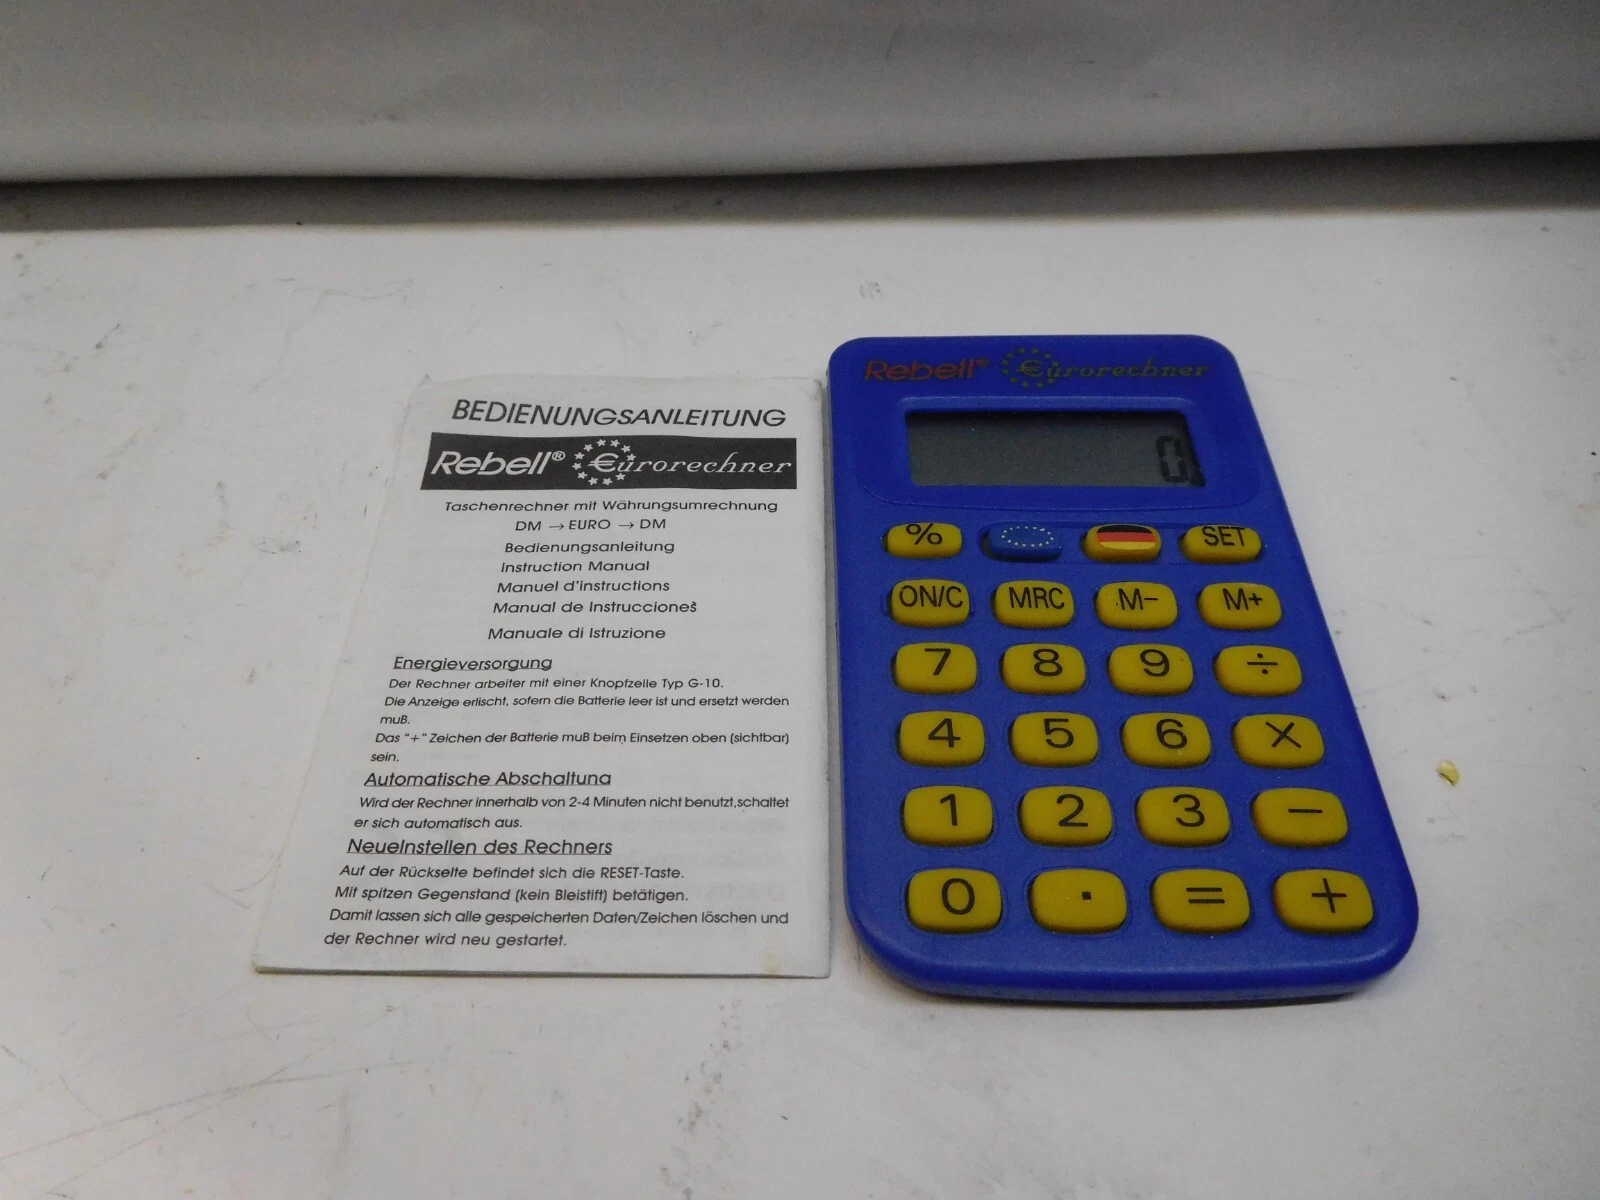 BEDIENUNGSANLEITUNG
Rebell® €urorechner
Taschenrechner mit Währungsumrechnung
DM → EURO → DM
Bedienungsanleitung
Instruction Manual
Manuel d'instructions
Manual de Instrucciones
Manuale di Istruzione
Energieversorgung
Der Rechner arbeitet mit einer Knopfzelle Typ G-10.
Die Anzeige erlischt, sofern die Batterie leer ist und ersetzt werden
muß.
Das "+" Zeichen der Batterie muß beim Einsetzen oben (sichtbar)
sein.
Automatische Abschaltung
Wird der Rechner innerhalb von 2-4 Minuten nicht benutzt,schaltet
er sich automatisch aus.
Neueinstellen des Rechners
Auf der Rückseite befindet sich die RESET-Taste.
Mit spitzen Gegenstand (kein Bleistift) betätigen.
Damit lassen sich alle gespeicherten Daten/Zeichen löschen und
der Rechner wird neu gestartet.
Rebell® €urorechner
0.
% SET
ON/C MRC M− M+
7 8 9 ÷
4 5 6 ×
1 2 3 −
0 . = +